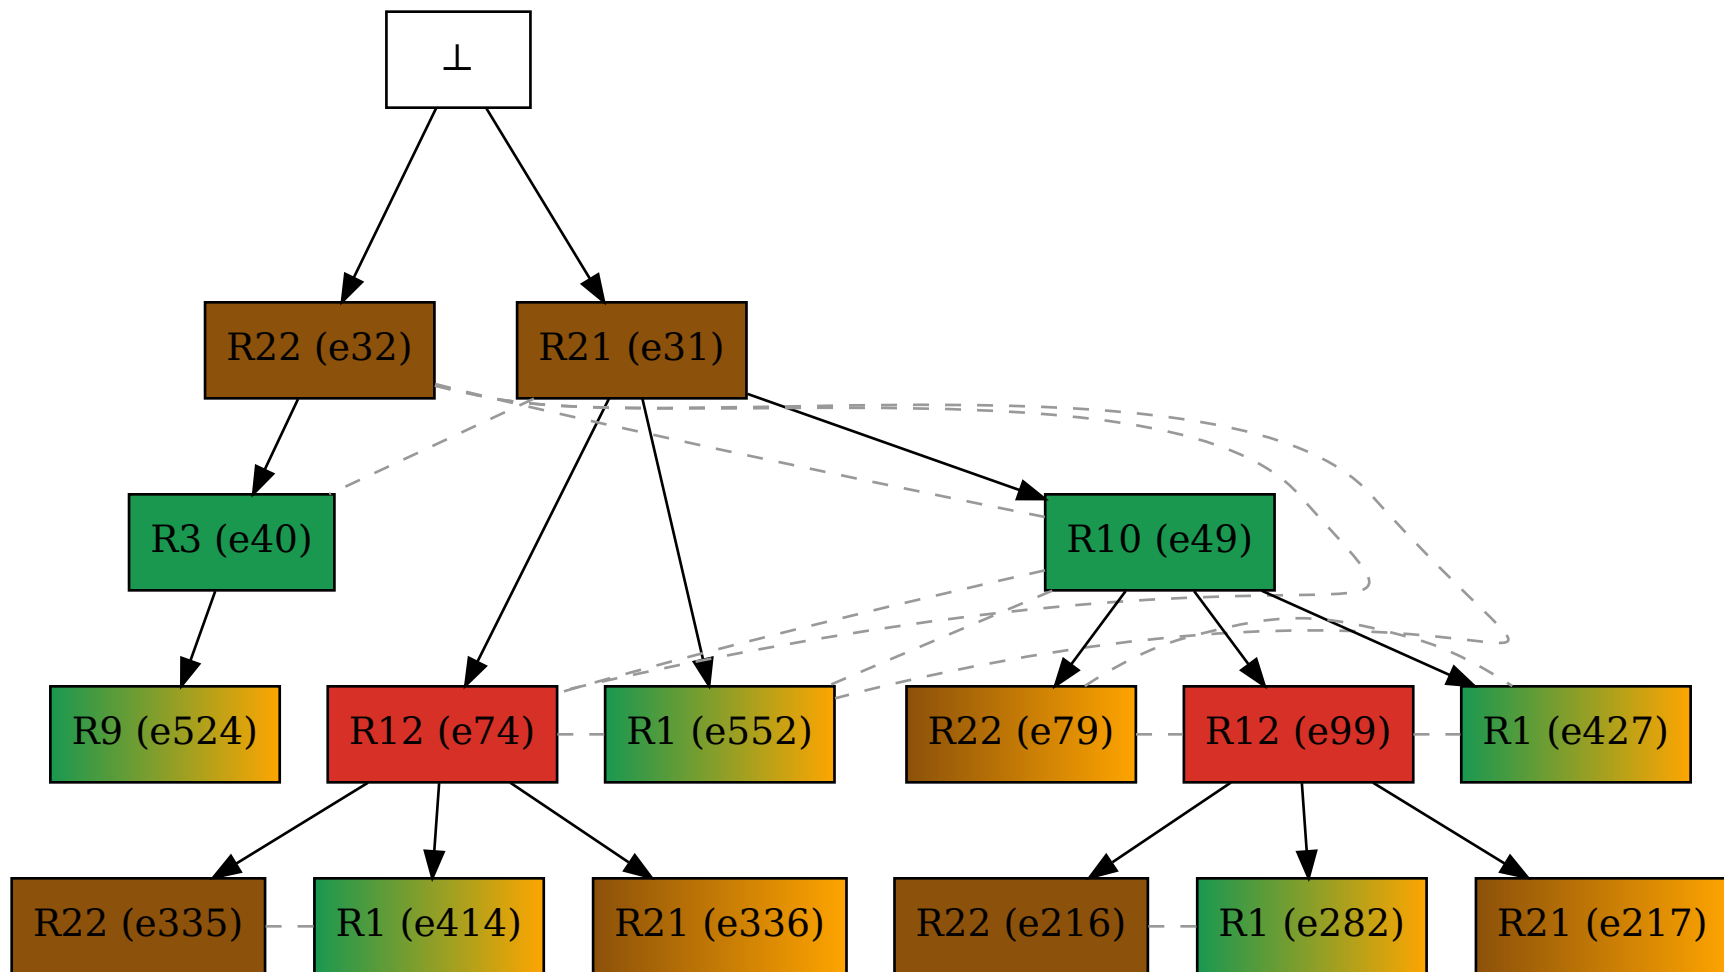 ⊥
R22 (e32)
R21 (e31)
R3 (e40)
R10 (e49)
R9 (e524)
R12 (e74)
R1 (e552)
R22 (e79)
R12 (e99)
R1 (e427)
R22 (e335)
R1 (e414)
R21 (e336)
R22 (e216)
R1 (e282)
R21 (e217)